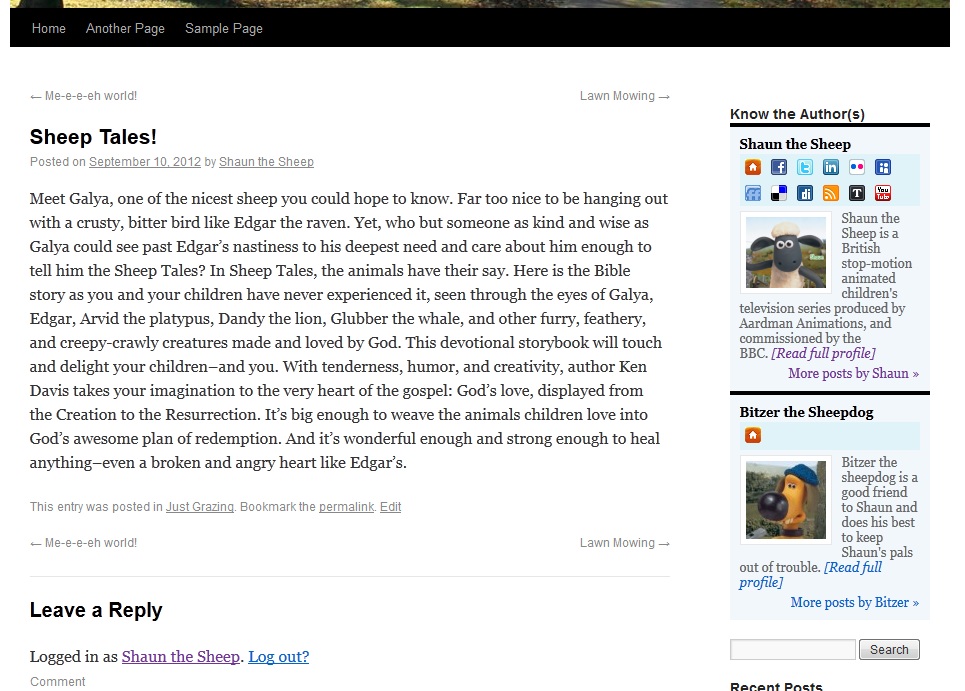 Home Another Page Sample Page
← Me-e-e-eh world! Lawn Mowing →
Sheep Tales!
Posted on September 10, 2012 by Shaun the Sheep
Meet Galya, one of the nicest sheep you could hope to know. Far too nice to be hanging out
with a crusty, bitter bird like Edgar the raven. Yet, who but someone as kind and wise as
Galya could see past Edgar’s nastiness to his deepest need and care about him enough to
tell him the Sheep Tales? In Sheep Tales, the animals have their say. Here is the Bible
story as you and your children have never experienced it, seen through the eyes of Galya,
Edgar, Arvid the platypus, Dandy the lion, Glubber the whale, and other furry, feathery,
and creepy-crawly creatures made and loved by God. This devotional storybook will touch
and delight your children–and you. With tenderness, humor, and creativity, author Ken
Davis takes your imagination to the very heart of the gospel: God’s love, displayed from
the Creation to the Resurrection. It’s big enough to weave the animals children love into
God’s awesome plan of redemption. And it’s wonderful enough and strong enough to heal
anything–even a broken and angry heart like Edgar’s.
This entry was posted in Just Grazing. Bookmark the permalink. Edit
← Me-e-e-eh world! Lawn Mowing →
Leave a Reply
Logged in as Shaun the Sheep. Log out?
Comment
Know the Author(s)
Shaun the Sheep
f t in
di T You Tube
Shaun the
Sheep is a
British
stop-motion
animated
children's
television series produced by
Aardman Animations, and
commissioned by the
BBC. [Read full profile]
More posts by Shaun »
Bitzer the Sheepdog
Bitzer the
sheepdog is a
good friend
to Shaun and
does his best
to keep
Shaun's pals
out of trouble. [Read full
profile]
More posts by Bitzer »
Search
Recent Posts